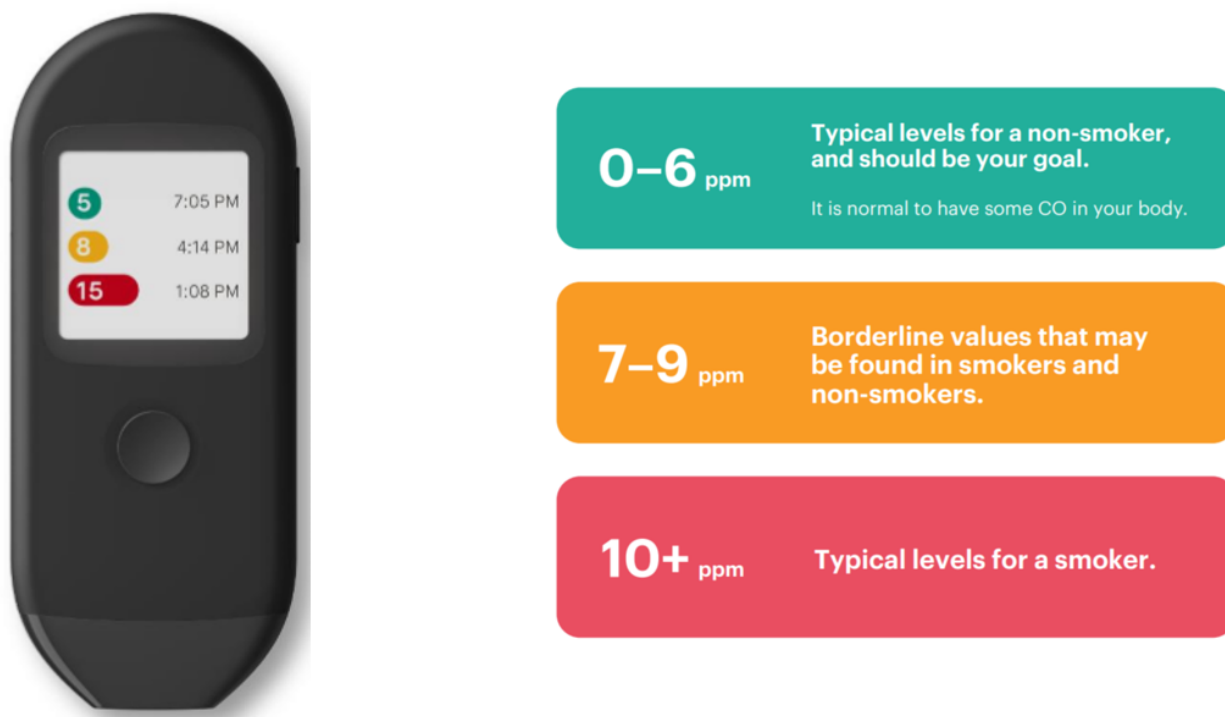 5 7:05 PM
8 4:14 PM
15 1:08 PM
0–6 ppm
Typical levels for a non-smoker,
and should be your goal.
It is normal to have some CO in your body.
7–9 ppm
Borderline values that may
be found in smokers and
non-smokers.
10+ ppm
Typical levels for a smoker.